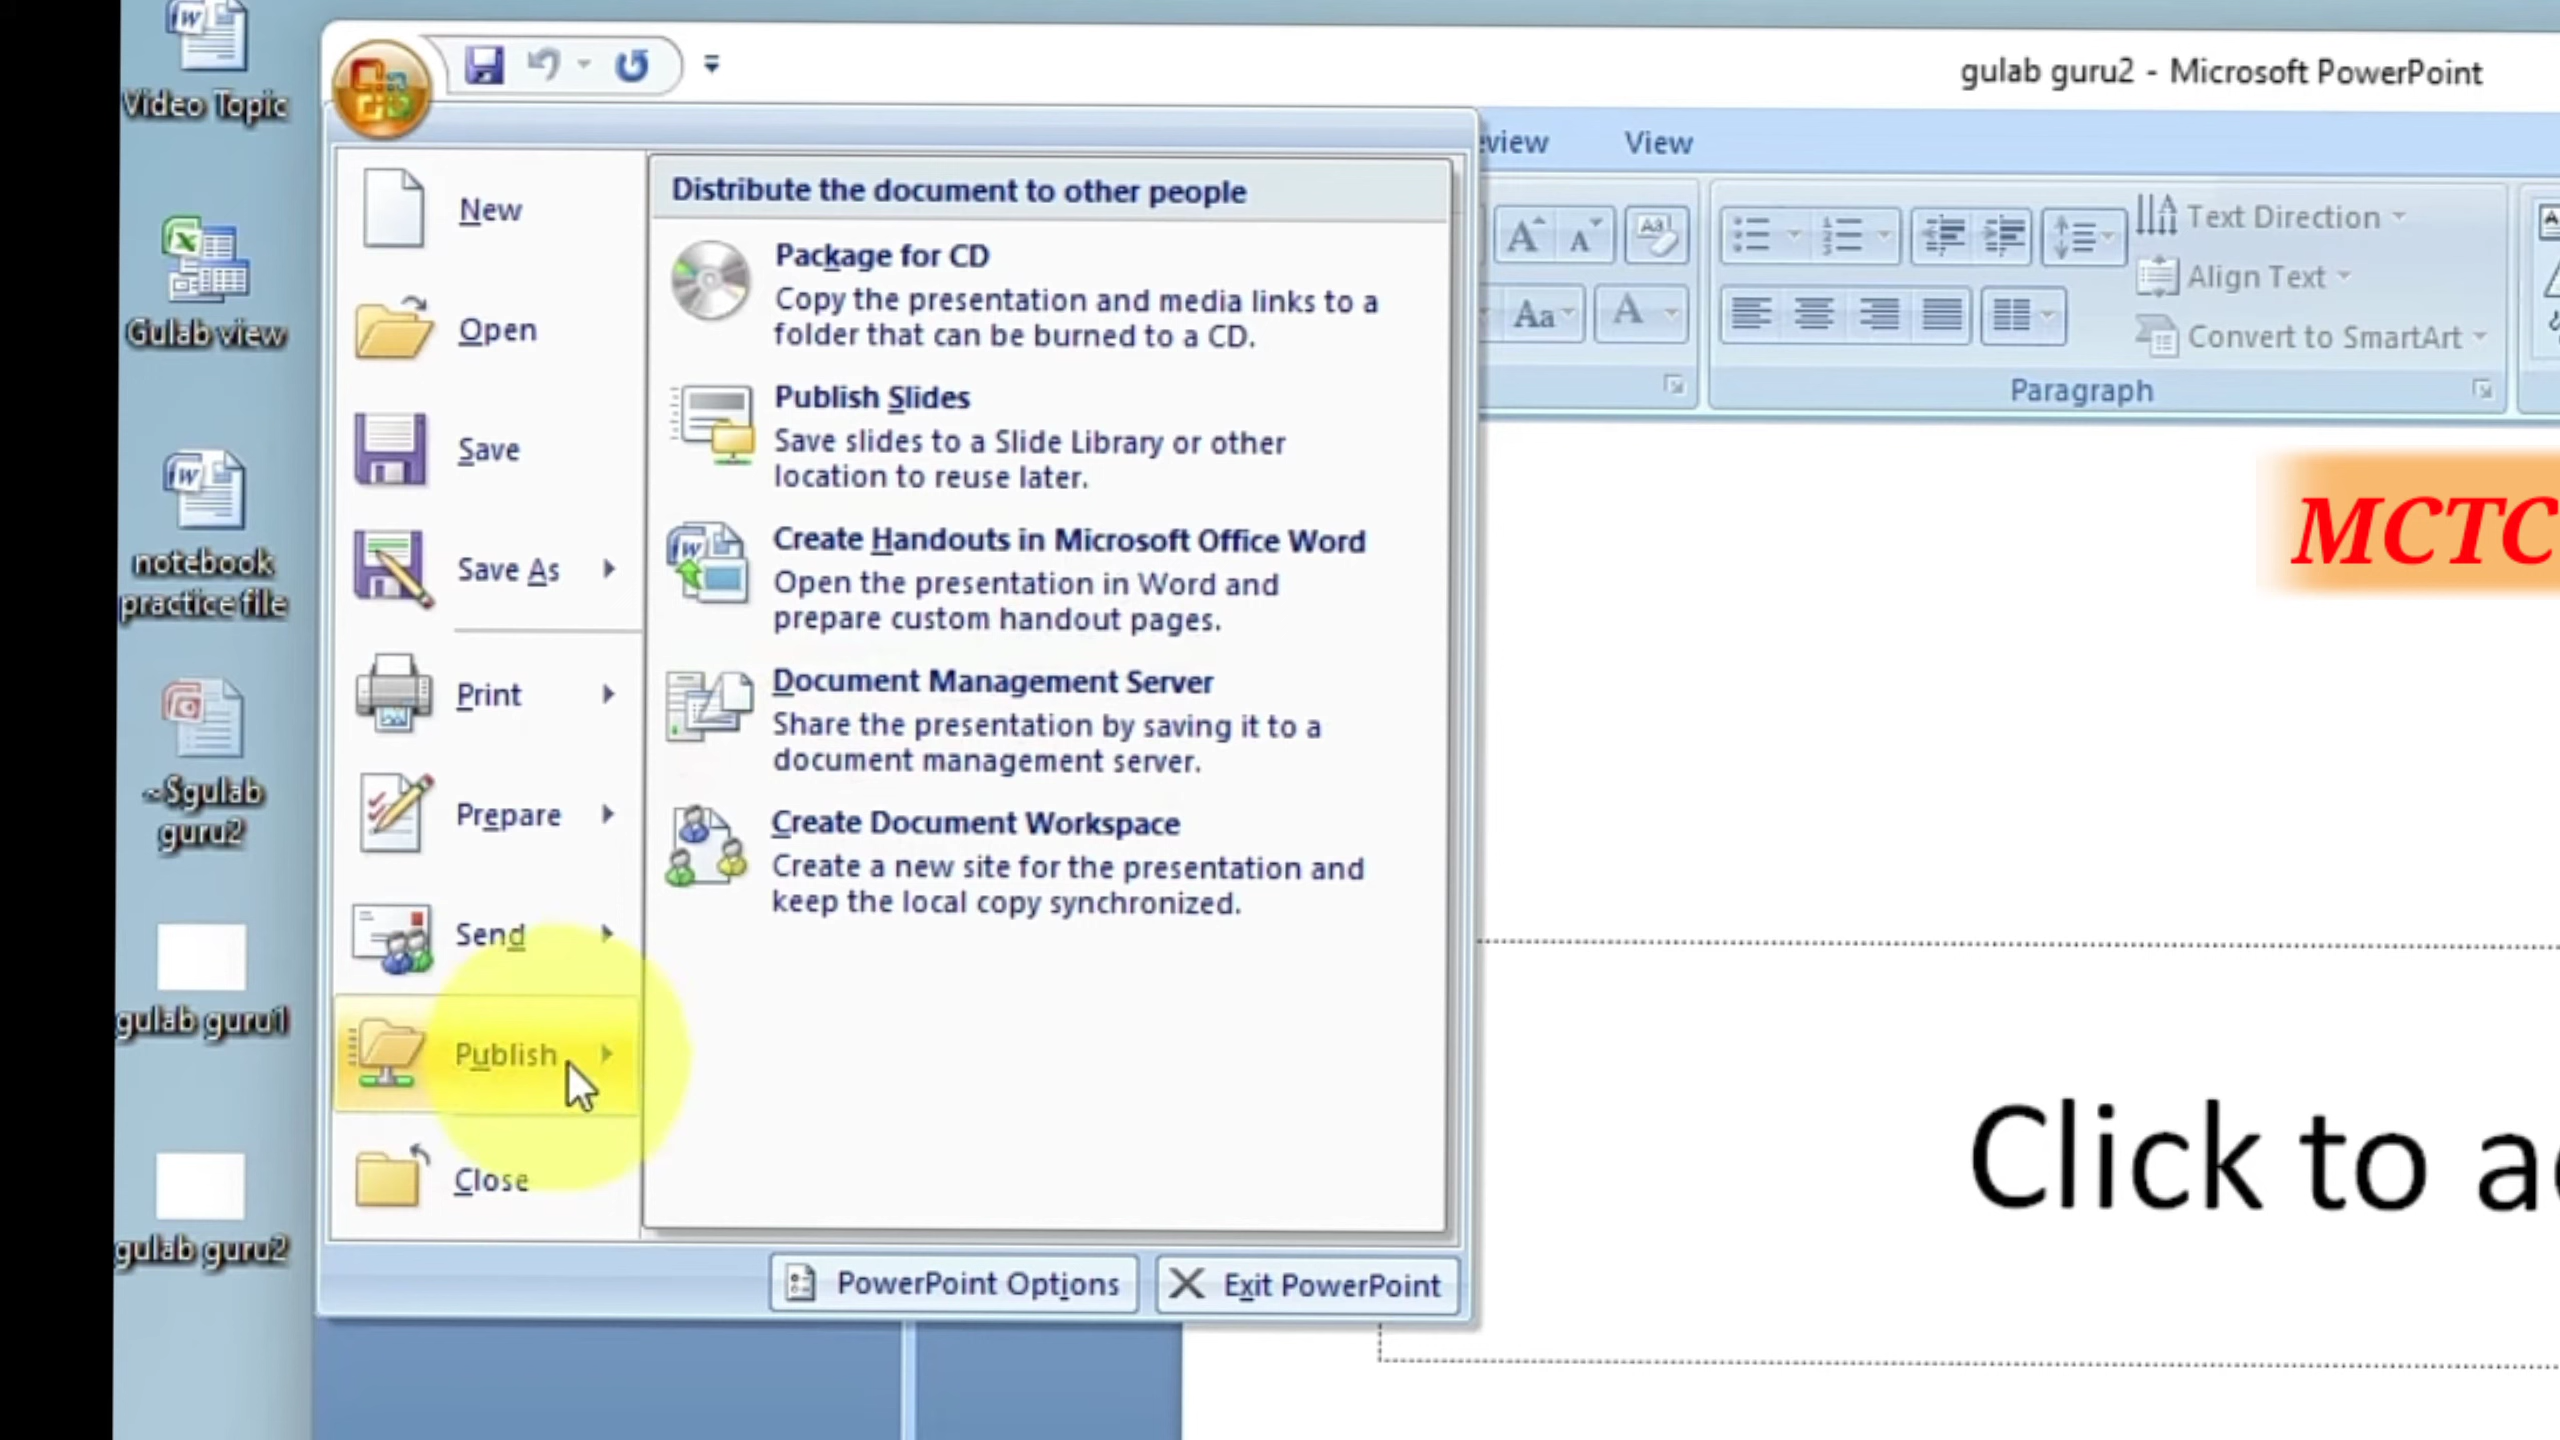 Video Topic
Gulab view
notebook
practice file
~Sgulab
guru2
gulab guru1
gulab guru2
gulab guru2 - Microsoft PowerPoint
view
View
Text Direction
Align Text
Convert to SmartArt
Aa
Paragraph
New
Open
Save
Save As
Print
Prepare
Send
Publish
Close
Distribute the document to other people
Package for CD
Copy the presentation and media links to a
folder that can be burned to a CD.
Publish Slides
Save slides to a Slide Library or other
location to reuse later.
Create Handouts in Microsoft Office Word
Open the presentation in Word and
prepare custom handout pages.
Document Management Server
Share the presentation by saving it to a
document management server.
Create Document Workspace
Create a new site for the presentation and
keep the local copy synchronized.
PowerPoint Options
Exit PowerPoint
MCTC
Click to a